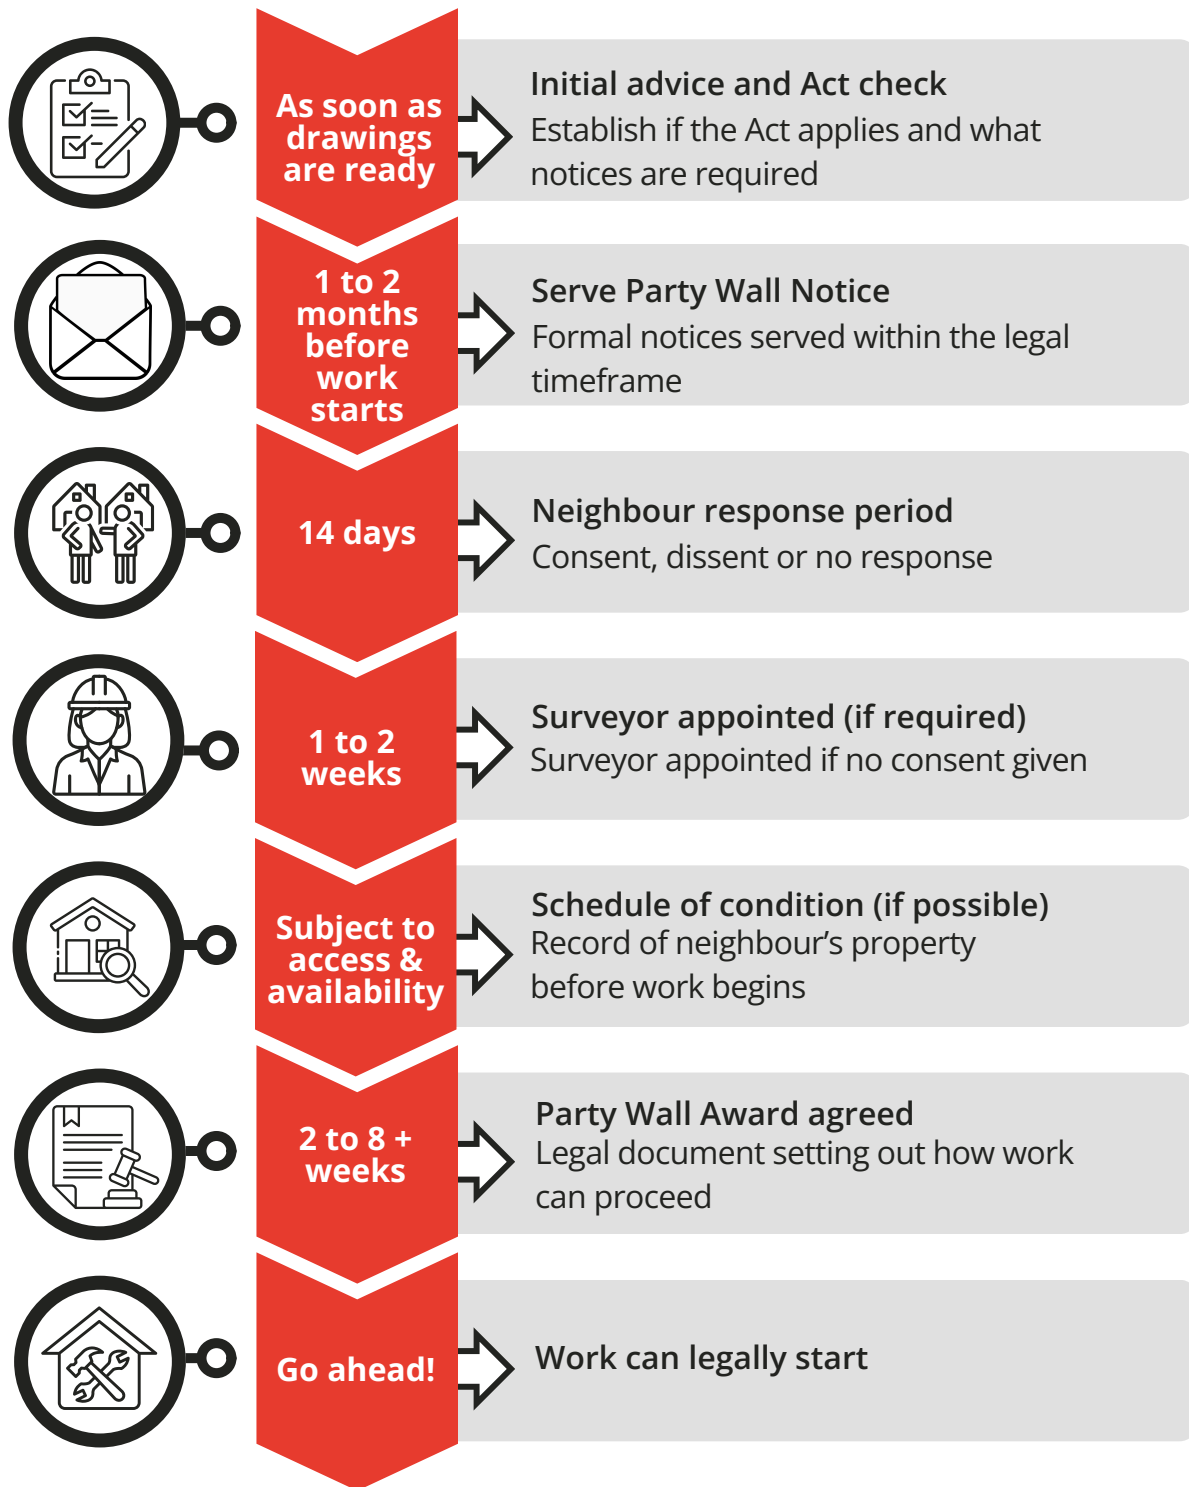 As soon as
drawings
are ready
Initial advice and Act check
Establish if the Act applies and what
notices are required
1 to 2
months
before
work
starts
Serve Party Wall Notice
Formal notices served within the legal
timeframe
14 days
Neighbour response period
Consent, dissent or no response
1 to 2
weeks
Surveyor appointed (if required)
Surveyor appointed if no consent given
Subject to
access &
availability
Schedule of condition (if possible)
Record of neighbour’s property
before work begins
2 to 8 +
weeks
Party Wall Award agreed
Legal document setting out how work
can proceed
Go ahead!
Work can legally start